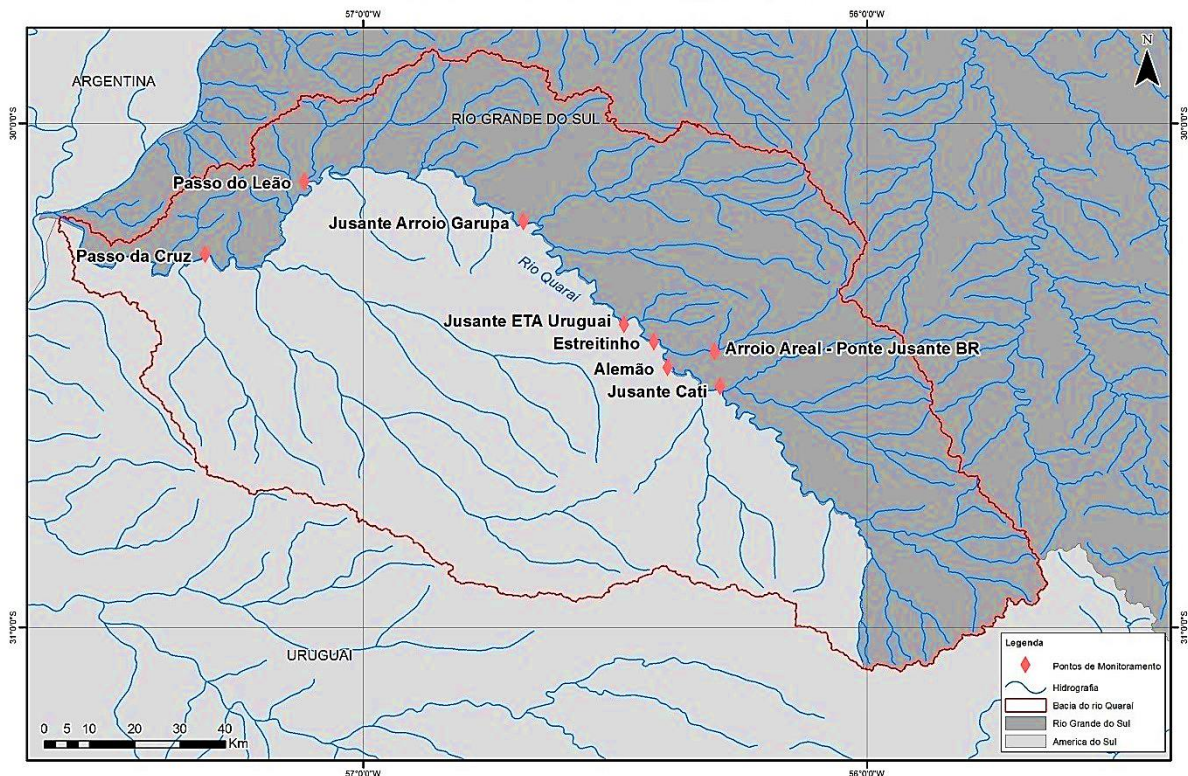 57°0'0"W
56°0'0"W
N
ARGENTINA
RIO GRANDE DO SUL
30°0'0"S
30°0'0"S
Passo do Leão
Jusante Arroio Garupa
Passo da Cruz
Rio Quaraí
Jusante ETA Uruguai
Estreitinho
Arroio Areal - Ponte Jusante BR
Alemão
Jusante Cati
31°0'0"S
31°0'0"S
URUGUAI
Legenda
Pontos de Monitoramento
Hidrografia
Bacia do rio Quaraí
Rio Grande do Sul
America do Sul
0 5 10 20 30 40
Km
57°0'0"W
56°0'0"W